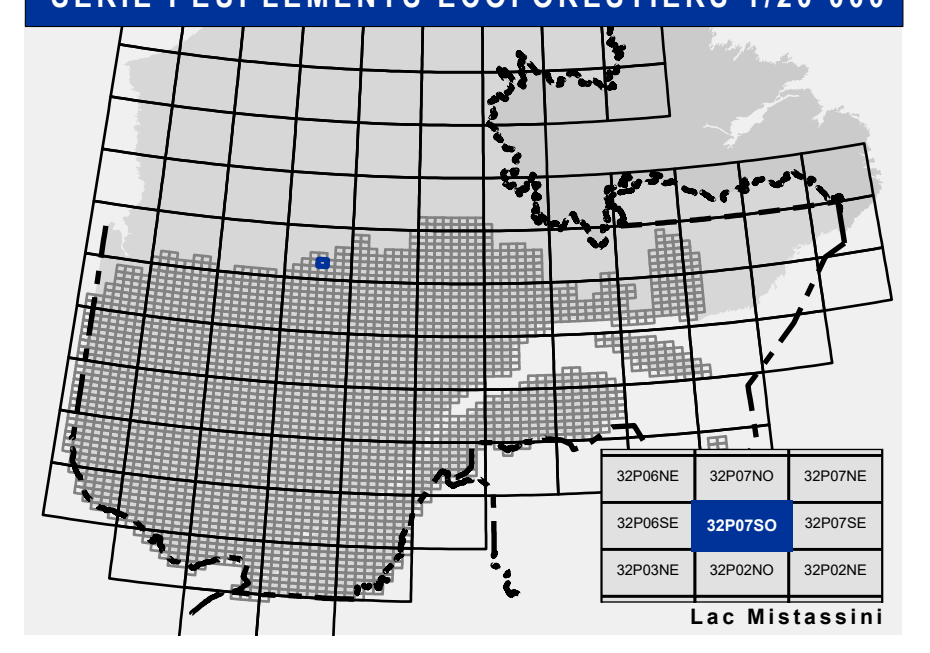 SÉRIE PEUPLEMENTS ÉCOFORESTIERS 1/20 000
32P06NE 32P07NO 32P07NE
32P06SE 32P07SO 32P07SE
32P03NE 32P02NO 32P02NE
Lac Mistassini